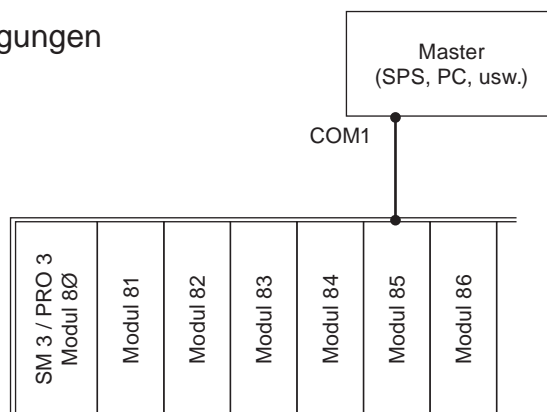 gungen
Master
(SPS, PC, usw.)
COM1
SM 3 / PRO 3
Modul 8Ø
Modul 81
Modul 82
Modul 83
Modul 84
Modul 85
Modul 86